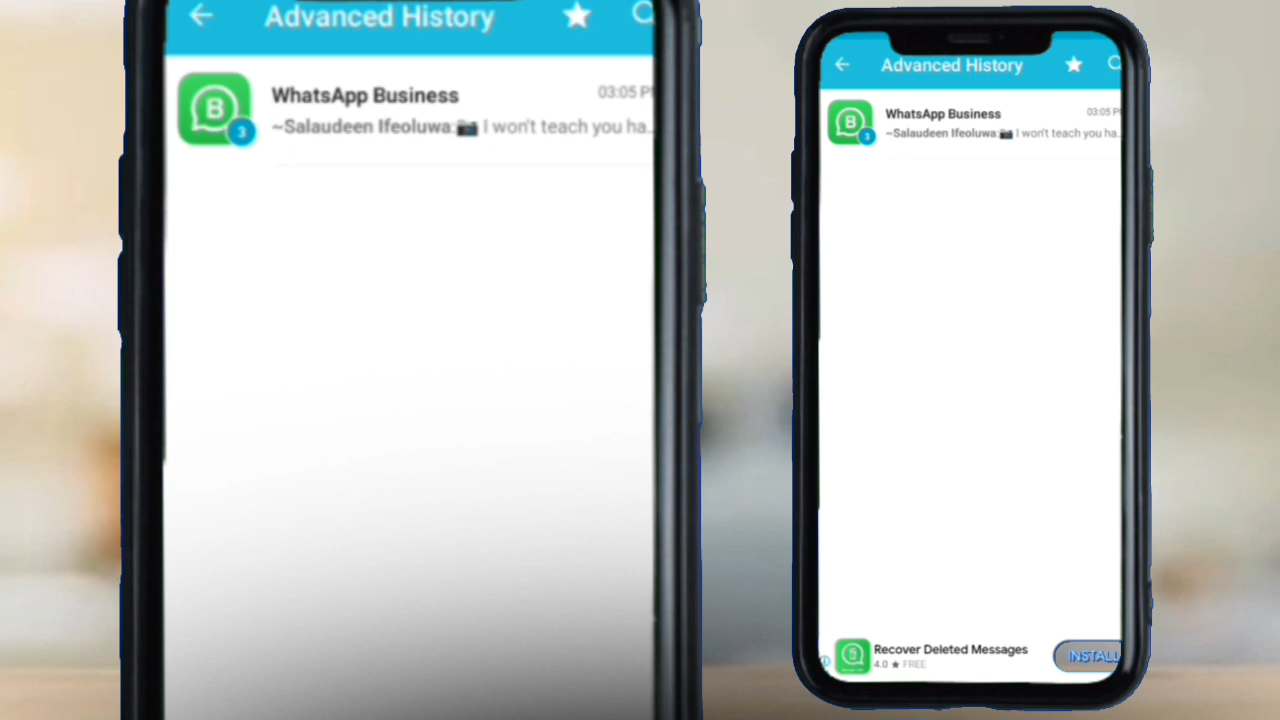 Advanced History
WhatsApp Business
03:05 P
3
~Salaudeen Ifeoluwa:📷 I won't teach you ha...
Advanced History
WhatsApp Business
03:05 P
3
~Salaudeen Ifeoluwa:📷 I won't teach you ha...
Recover Deleted Messages
4.0 ★ FREE
INSTALL